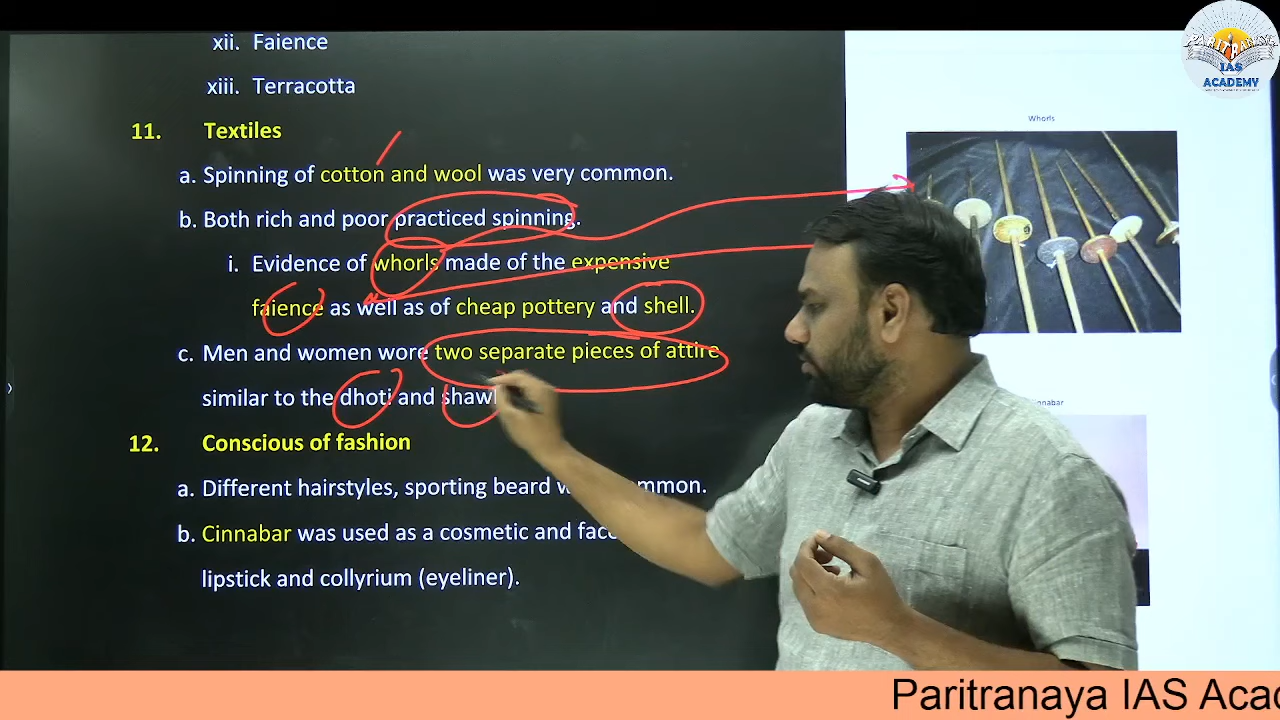 xii. Faience
xiii. Terracotta
11. Textiles
a. Spinning of cotton and wool was very common.
b. Both rich and poor practiced spinning.
i. Evidence of whorls made of the expensive
faience as well as of cheap pottery and shell.
c. Men and women wore two separate pieces of attire
similar to the dhoti and shawl
12. Conscious of fashion
a. Different hairstyles, sporting beard
b. Cinnabar was used as a cosmetic and
lipstick and collyrium (eyeliner).
Whorls
IAS
ACADEMY
Paritranaya IAS